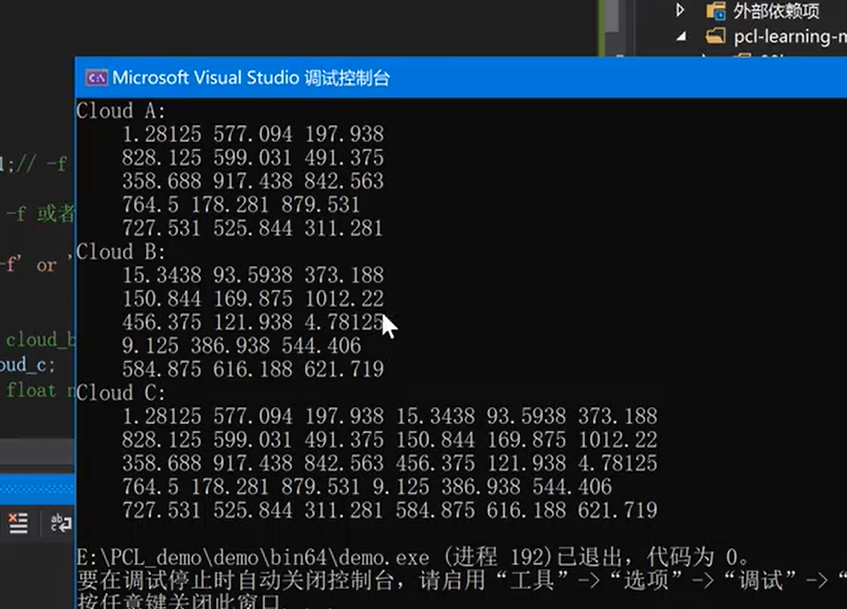 外部依赖项
pcl-learning-m
Microsoft Visual Studio 调试控制台
Cloud A:
1.28125 577.094 197.938
828.125 599.031 491.375
358.688 917.438 842.563
764.5 178.281 879.531
727.531 525.844 311.281
Cloud B:
15.3438 93.5938 373.188
150.844 169.875 1012.22
456.375 121.938 4.78125
9.125 386.938 544.406
584.875 616.188 621.719
Cloud C:
1.28125 577.094 197.938 15.3438 93.5938 373.188
828.125 599.031 491.375 150.844 169.875 1012.22
358.688 917.438 842.563 456.375 121.938 4.78125
764.5 178.281 879.531 9.125 386.938 544.406
727.531 525.844 311.281 584.875 616.188 621.719
E:\PCL_demo\demo\bin64\demo.exe (进程 192)已退出，代码为 0。
要在调试停止时自动关闭控制台，请启用“工具”->“选项”->“调试”->“
按任意键关闭此窗口. . .
;// -f
-f 或者
-f' or '
cloud_b
oud_c;
float n